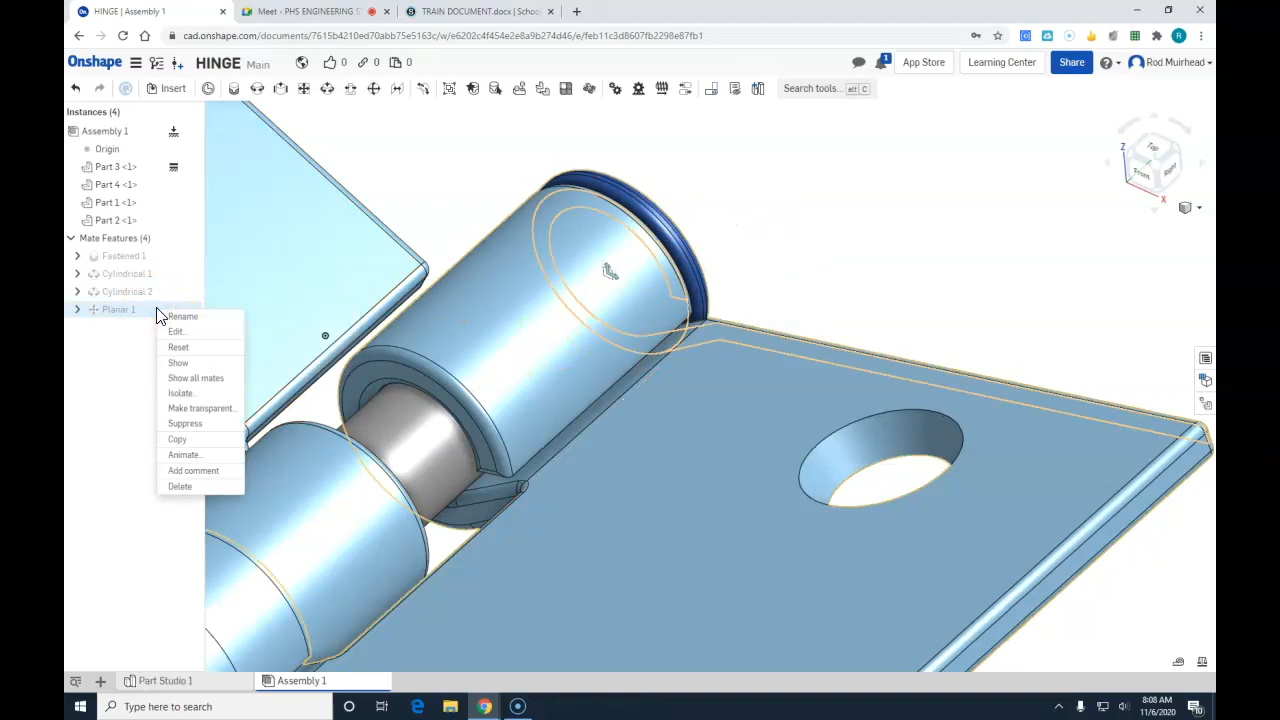 HINGE | Assembly 1
Meet - PHS ENGINEERING S
TRAIN DOCUMENT.docx | Schoo
cad.onshape.com/documents/7615b4210ed70abb75e5163c/w/e6202c4f454e2e8a9b274d46/e/feb11c3d8607fb2298e87fb1
Onshape
HINGE Main
0
0
0
1
App Store
Learning Center
Share
Rod Muirhead
Insert
Search tools...
alt C
Instances (4)
Assembly 1
Origin
Part 3 <1>
Part 4 <1>
Part 1 <1>
Part 2 <1>
Mate Features (4)
Fastened 1
Cylindrical 1
Cylindrical 2
Planar 1
Rename
Edit...
Reset
Show
Show all mates
Isolate...
Make transparent...
Suppress
Copy
Animate...
Add comment
Delete
Z
Top
Front
Right
X
Part Studio 1
Assembly 1
Type here to search
8:08 AM
11/6/2020